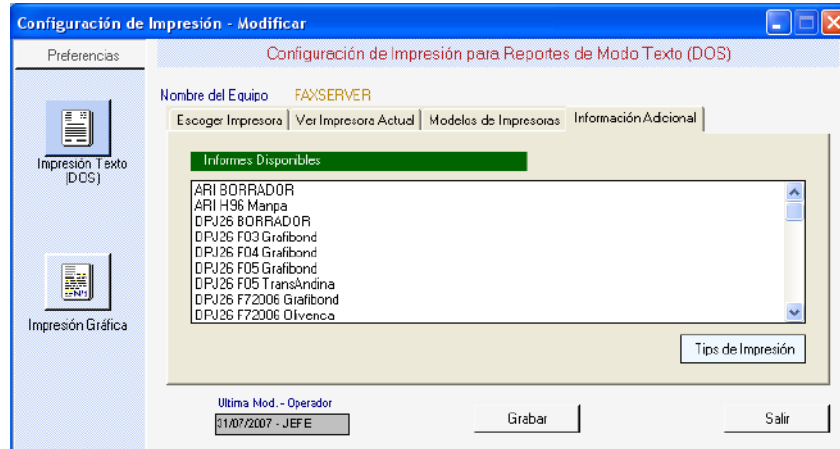 Configuración de Impresión - Modificar
Preferencias
Configuración de Impresión para Reportes de Modo Texto (DOS)
Nombre del Equipo FAXSERVER
Escoger Impresora Ver Impresora Actual Modelos de Impresoras Información Adicional
Impresión Texto
(DOS)
Informes Disponibles
ARI BORRADOR
ARI H96 Manpa
DPJ26 BORRADOR
DPJ26 F03 Grafibond
DPJ26 F04 Grafibond
DPJ26 F05 Grafibond
DPJ26 F05 TransAndina
DPJ26 F72006 Grafibond
DPJ26 F72006 Olivenca
Impresión Gráfica
Tips de Impresión
Ultima Mod.- Operador
31/07/2007 - JEFE
Grabar
Salir